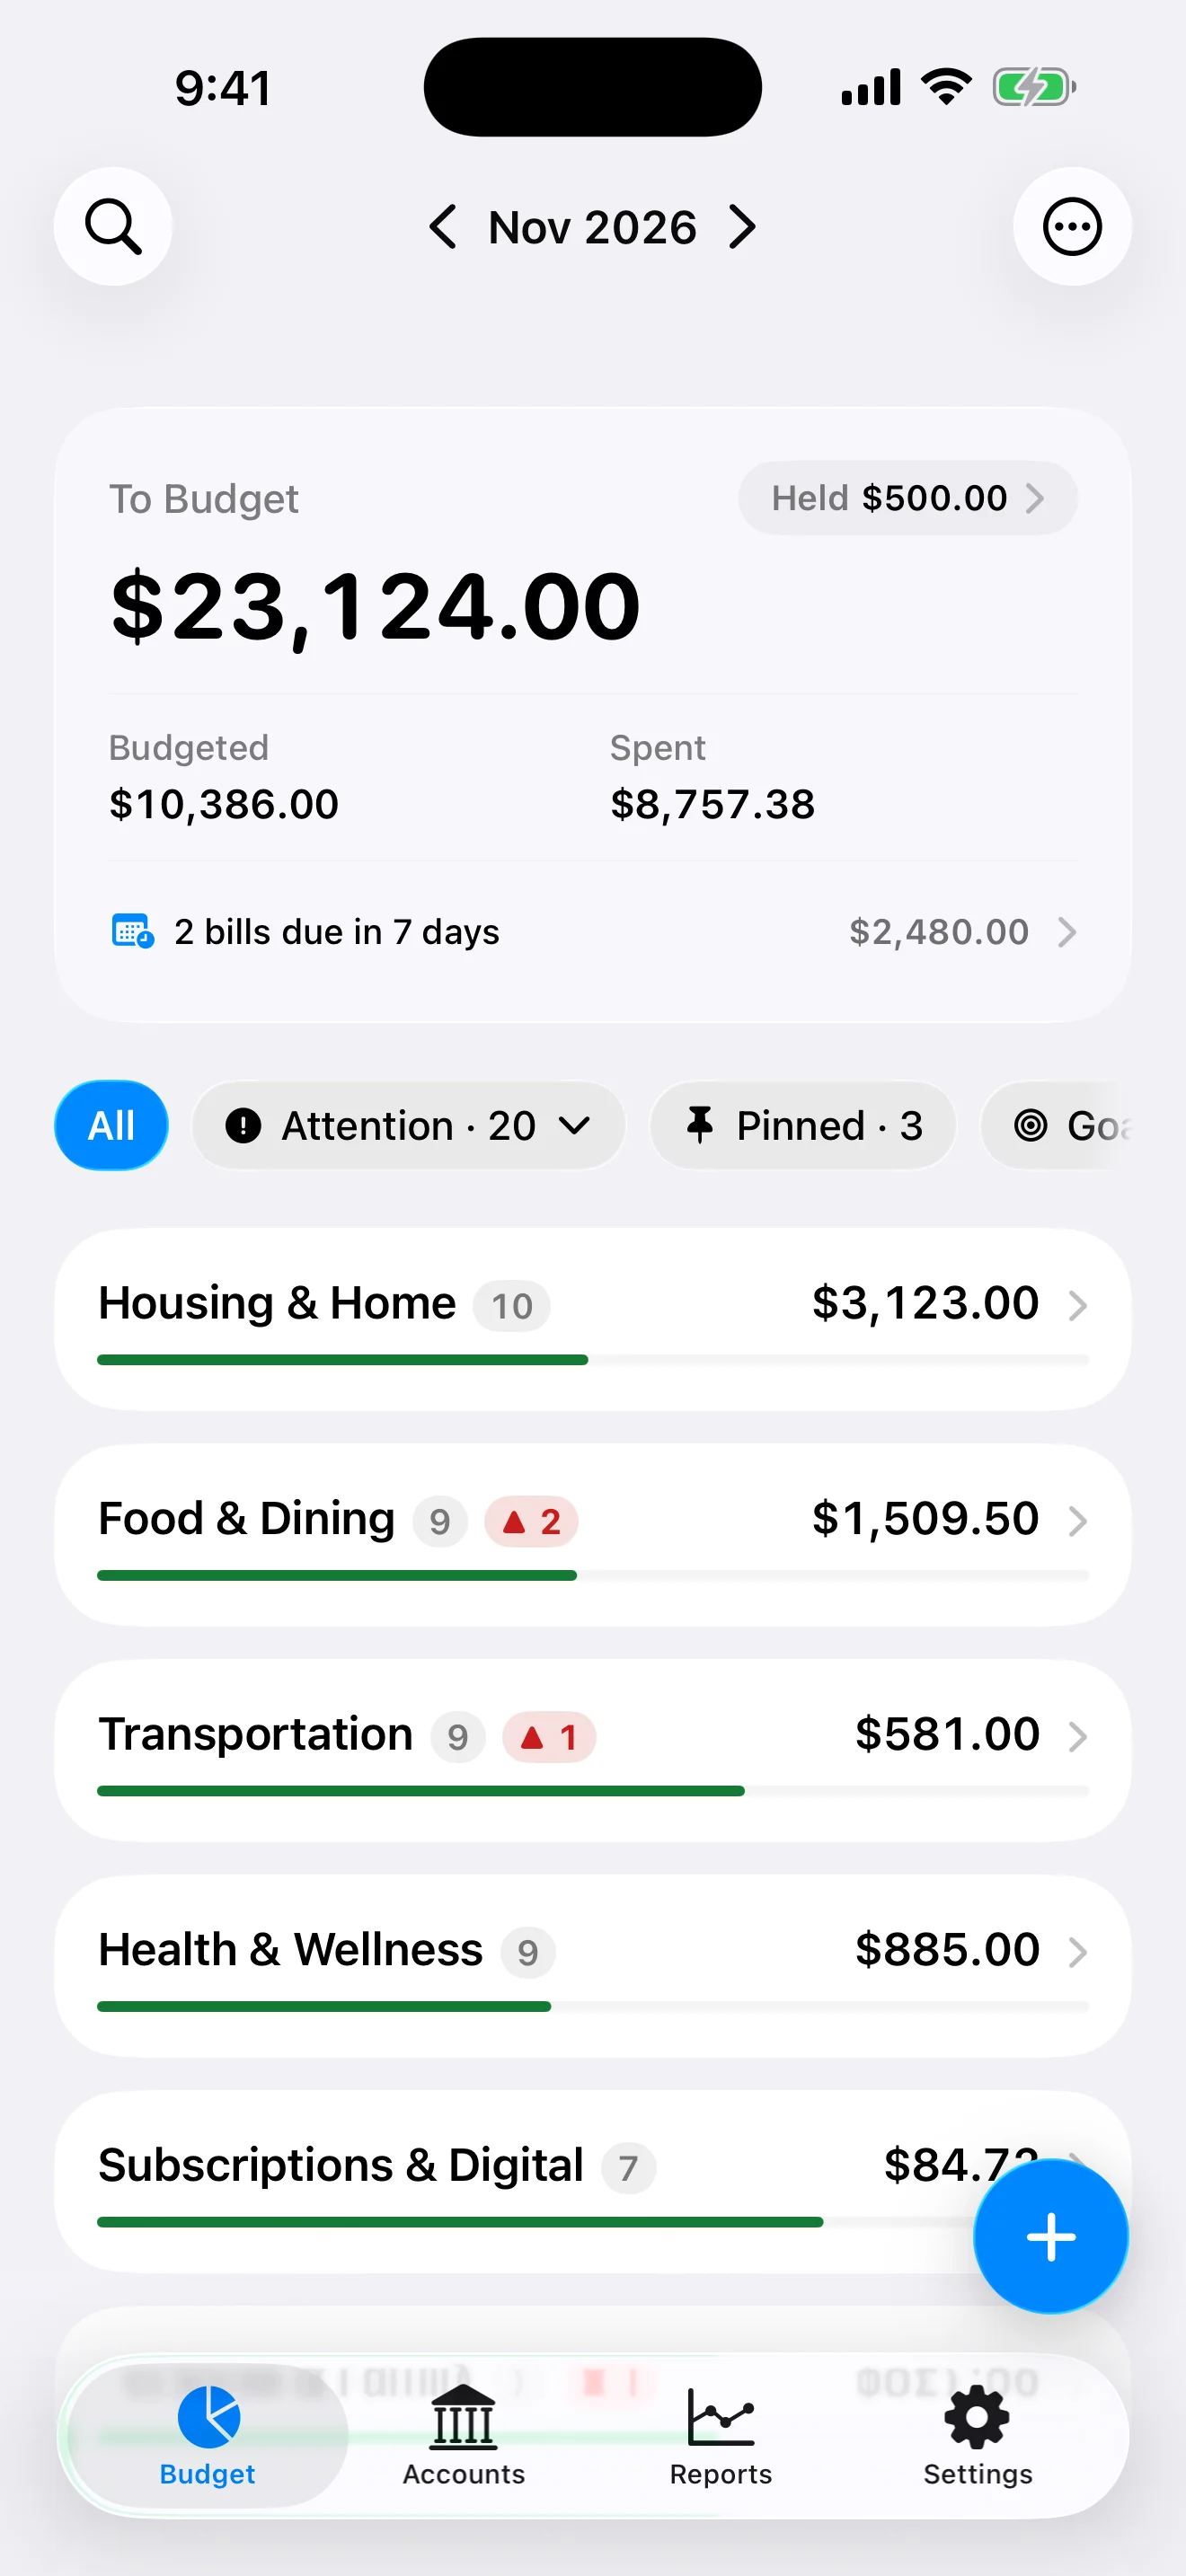 9:41
Nov 2026
To Budget
Held $500.00
$23,124.00
Budgeted
Spent
$10,386.00
$8,757.38
2 bills due in 7 days
$2,480.00
All
Attention · 20
Pinned · 3
Housing & Home 10
$3,123.00
Food & Dining 9 2
$1,509.50
Transportation 9 1
$581.00
Health & Wellness 9
$885.00
Subscriptions & Digital 7
Budget
Accounts
Reports
Settings